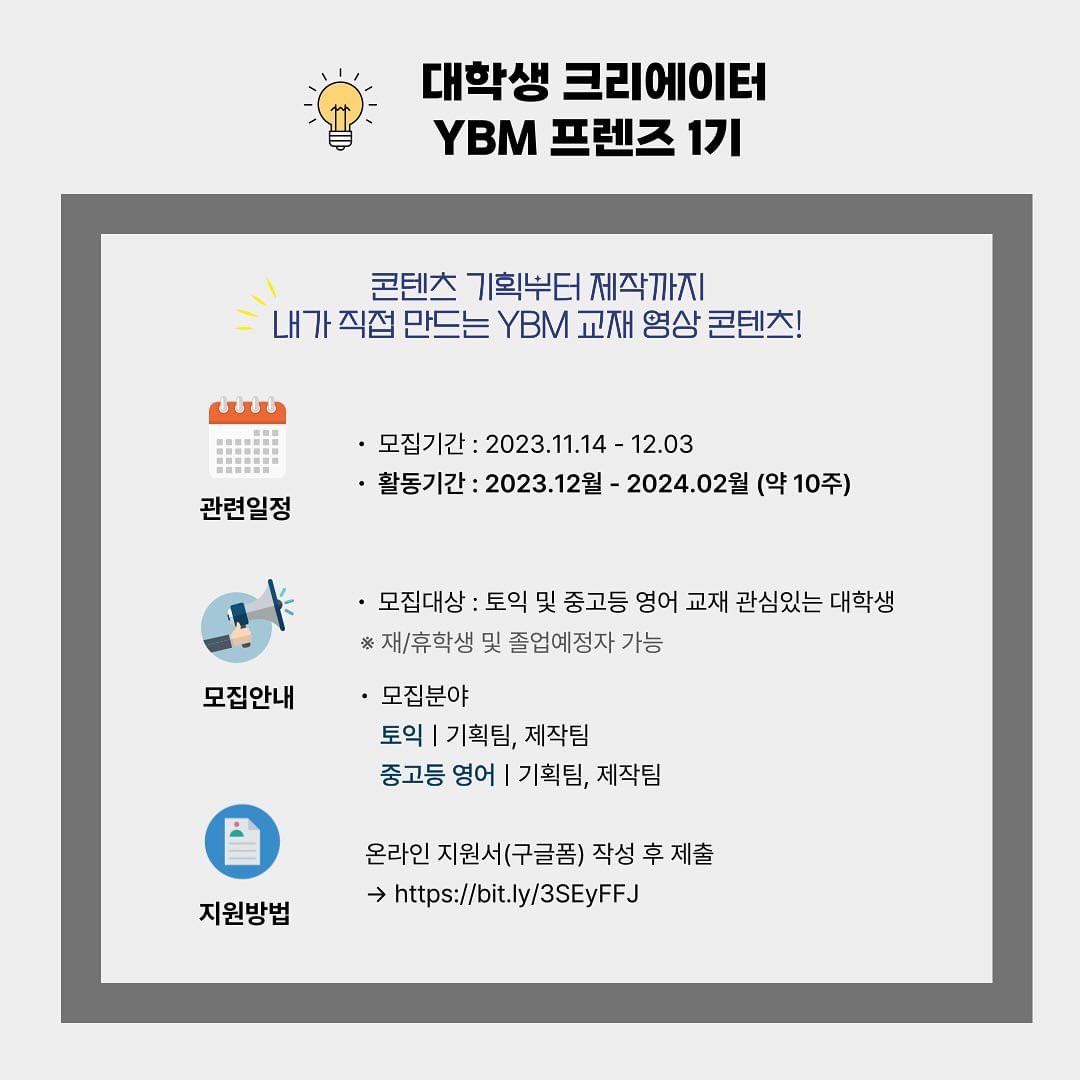 대학생 크리에이터
YBM 프렌즈 1기
콘텐츠 기획부터 제작까지
내가 직접 만드는 YBM 교재 영상 콘텐츠!
관련일정
• 모집기간 : 2023.11.14 - 12.03
• 활동기간 : 2023.12월 - 2024.02월 (약 10주)
모집안내
• 모집대상 : 토익 및 중고등 영어 교재 관심있는 대학생
※ 재/휴학생 및 졸업예정자 가능
• 모집분야
토익 | 기획팀, 제작팀
중고등 영어 | 기획팀, 제작팀
지원방법
온라인 지원서(구글폼) 작성 후 제출
→ https://bit.ly/3SEyFFJ